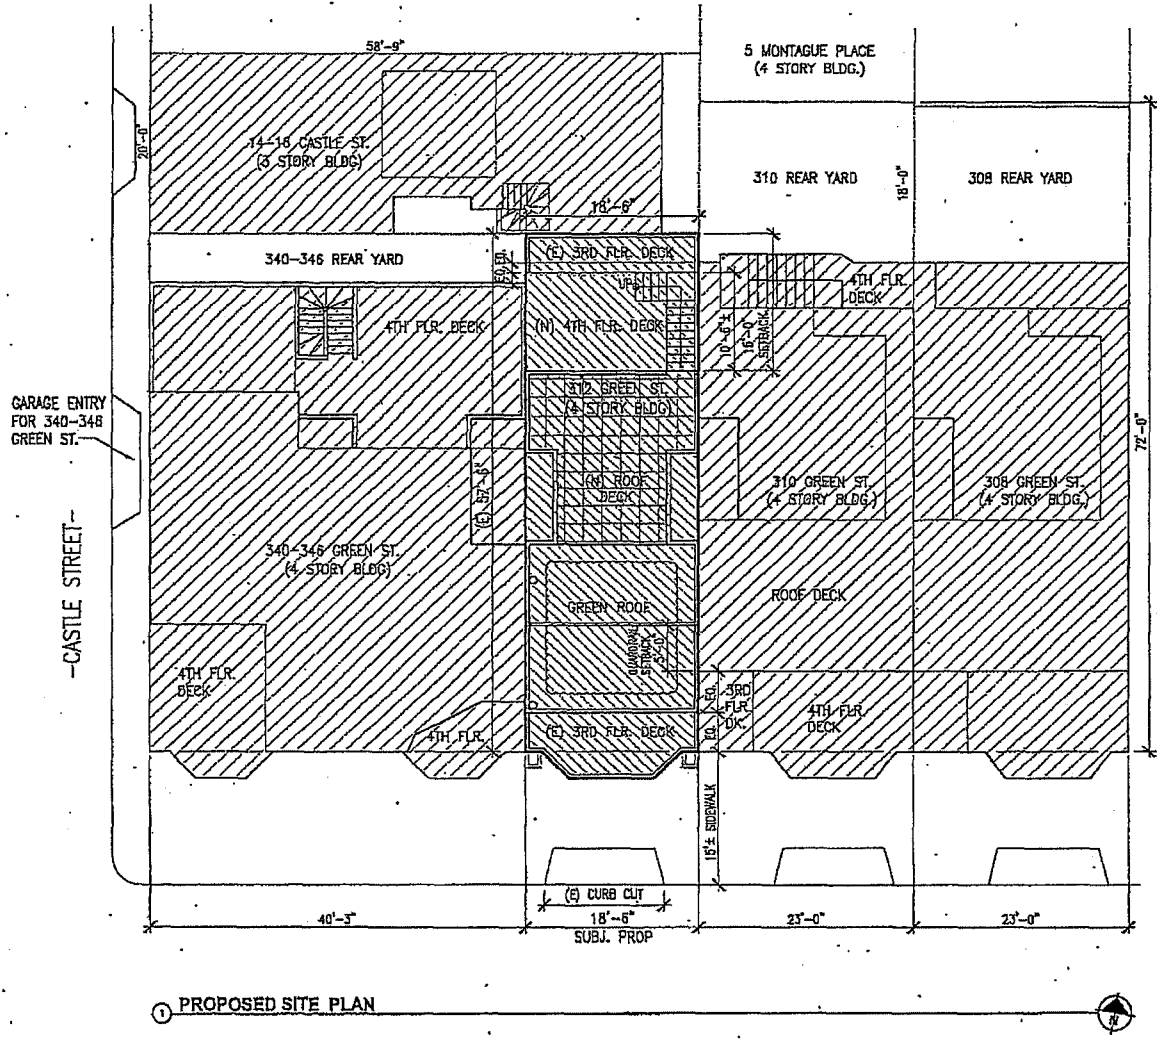 58'-9"
5 MONTAGUE PLACE
(4 STORY BLDG.)
20'-0"
14-18 CASTLE ST.
(3 STORY BLDG)
310 REAR YARD
18'-0"
308 REAR YARD
18'-6"
340-346 REAR YARD
EQ.
EQ.
(E) 3RD FLR. DECK
UP
4TH FLR.
DECK
4TH FLR. DECK
(N) 4TH FLR. DECK
10'-6"±
SETBACK
312 GREEN ST.
(4 STORY BLDG)
GARAGE ENTRY
FOR 340-348
GREEN ST.
72'-0"
(E) 57'-6"
(N) ROOF
DECK
310 GREEN ST.
(4 STORY BLDG.)
308 GREEN ST.
(4 STORY BLDG.)
-CASTLE STREET-
340-346 GREEN ST.
(4 STORY BLDG)
GREEN ROOF
ROOF DECK
GUARDRAIL
SETBACK
5'-0"
4TH FLR.
DECK
EQ.
3RD
FLR.
DK.
4TH FLR.
DECK
4TH FLR.
(E) 3RD FLR. DECK
EQ.
15'± SIDEWALK
(E) CURB CUT
40'-3"
18'-6"
23'-0"
23'-0"
SUBJ. PROP
1 PROPOSED SITE PLAN
N